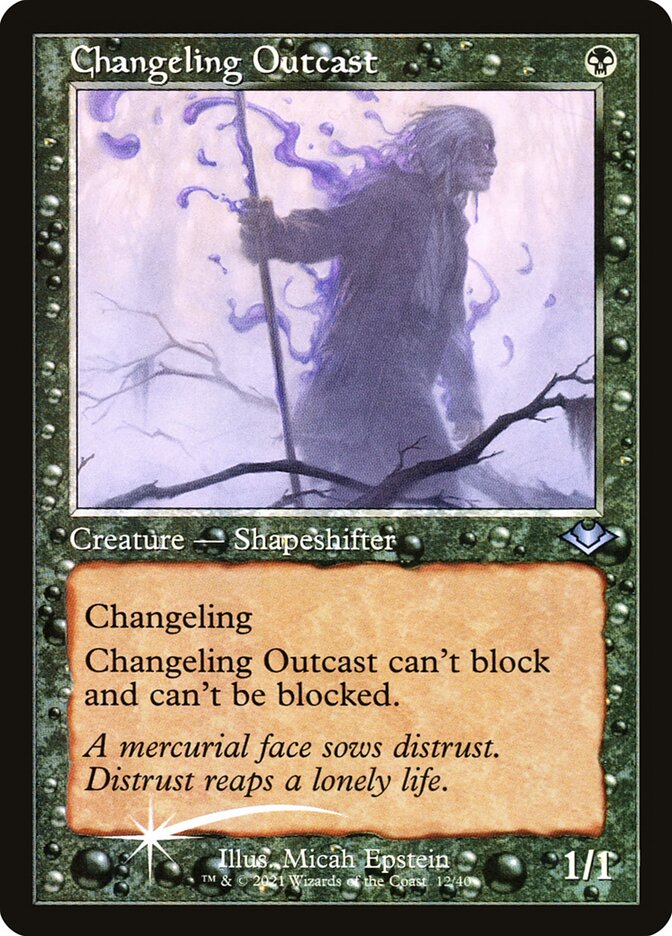 Changeling Outcast
Creature — Shapeshifter
Changeling
Changeling Outcast can't block
and can't be blocked.
A mercurial face sows distrust.
Distrust reaps a lonely life.
Illus. Micah Epstein
™ & © 2021 Wizards of the Coast 12/40
1/1